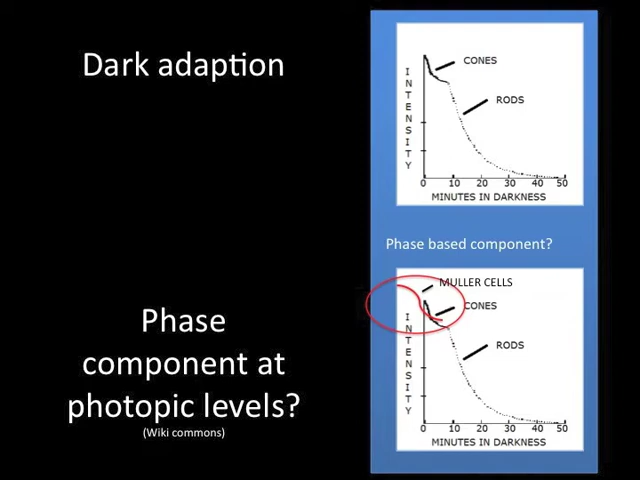 Dark adaption
CONES
RODS
INTENSITY
0 10 20 30 40 50
MINUTES IN DARKNESS
Phase based component?
MULLER CELLS
CONES
RODS
INTENSITY
0 10 20 30 40 50
MINUTES IN DARKNESS
Phase
component at
photopic levels?
(Wiki commons)